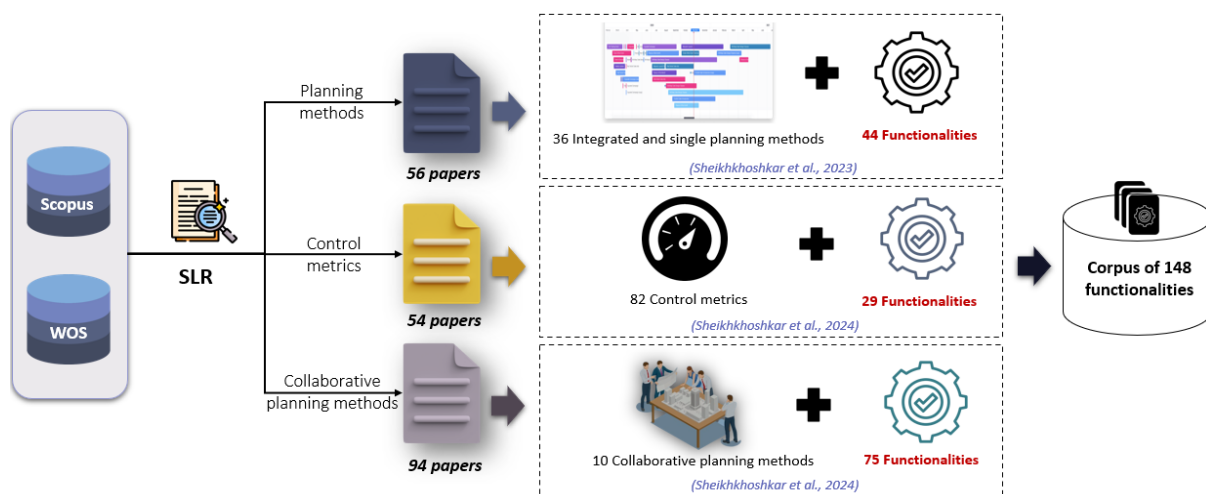 Scopus
WOS
SLR
Planning
methods
56 papers
36 Integrated and single planning methods
44 Functionalities
(Sheikhkhoshkar et al., 2023)
Control
metrics
54 papers
82 Control metrics
29 Functionalities
(Sheikhkhoshkar et al., 2024)
Collaborative
planning methods
94 papers
10 Collaborative planning methods
75 Functionalities
(Sheikhkhoshkar et al., 2024)
Corpus of 148
functionalities